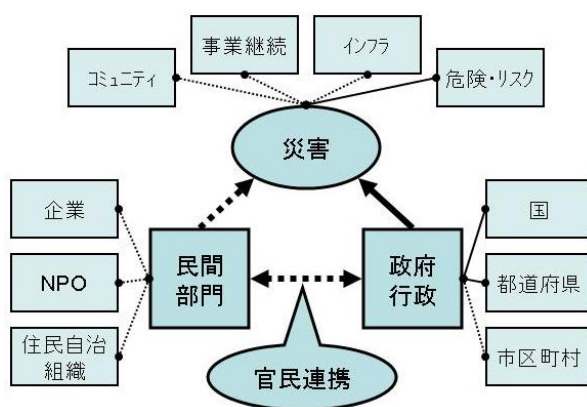 事業継続
インフラ
コミュニティ
危険・リスク
災害
企業
国
民間
部門
政府
行政
NPO
都道府県
住民自治
組織
市区町村
官民連携